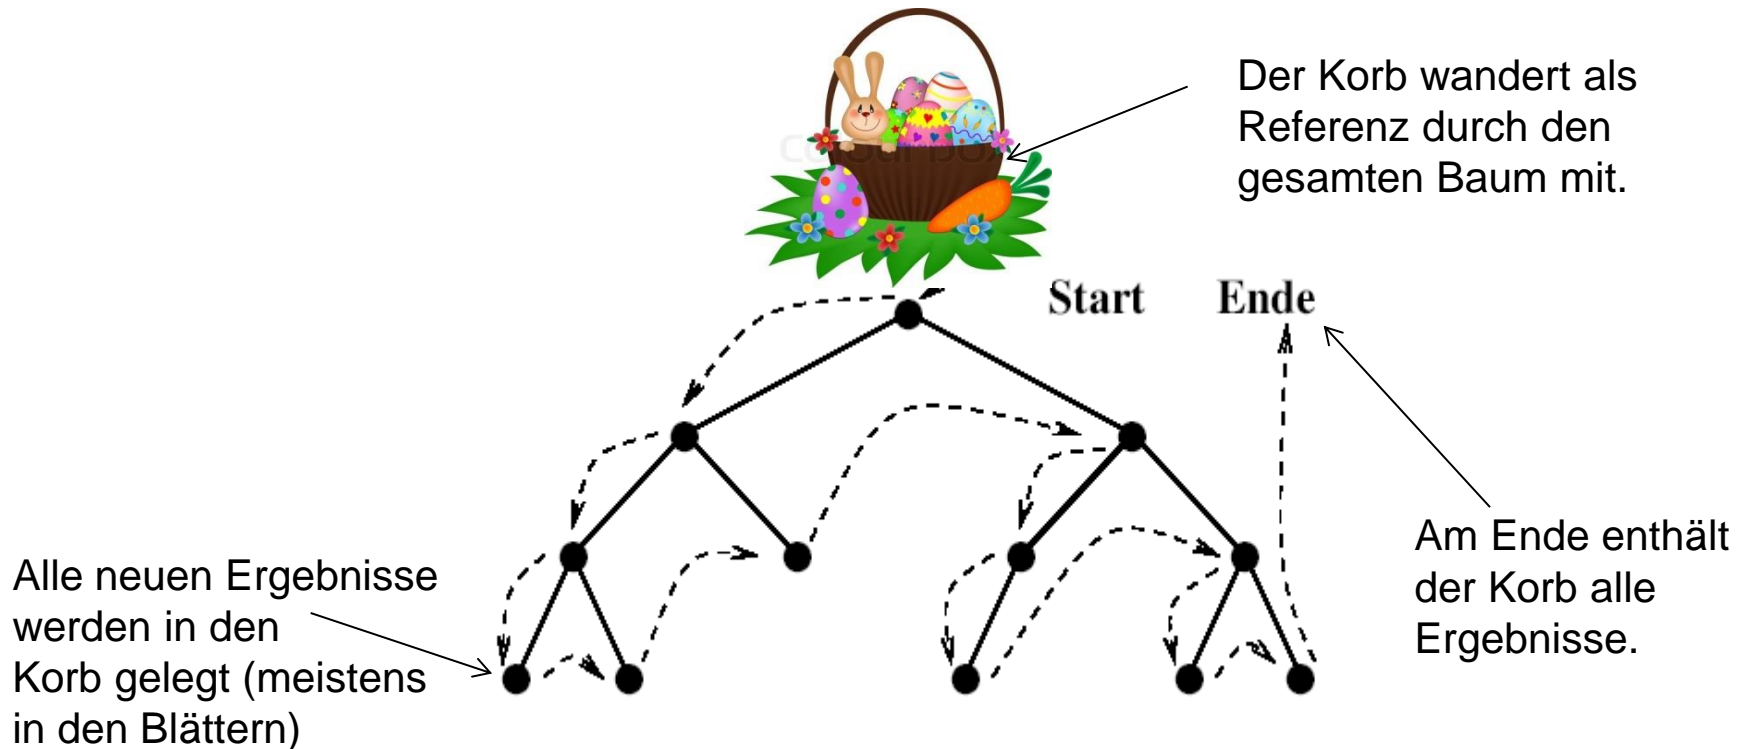 Der Korb wandert als
Referenz durch den
gesamten Baum mit.
Start Ende
Am Ende enthält
der Korb alle
Ergebnisse.
Alle neuen Ergebnisse
werden in den
Korb gelegt (meistens
in den Blättern)